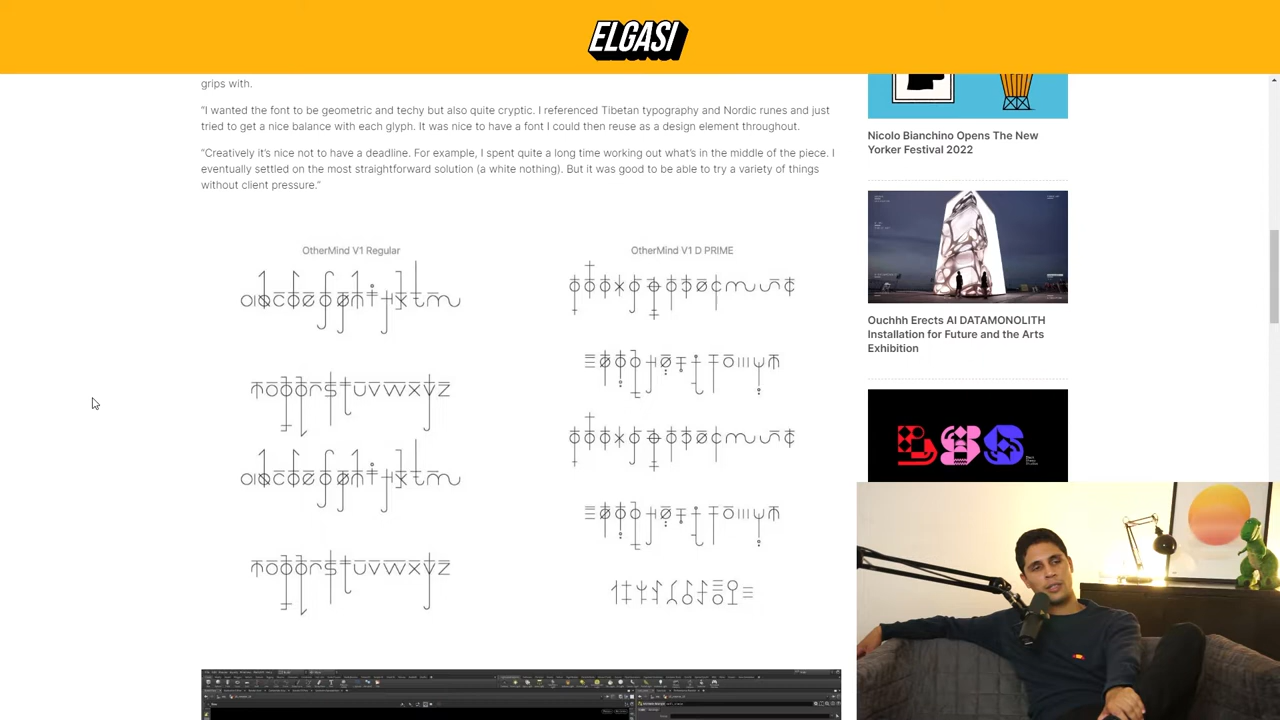 ELGASI
grips with.
“I wanted the font to be geometric and techy but also quite cryptic. I referenced Tibetan typography and Nordic runes and just
tried to get a nice balance with each glyph. It was nice to have a font I could then reuse as a design element throughout.
“Creatively it’s nice not to have a deadline. For example, I spent quite a long time working out what’s in the middle of the piece. I
eventually settled on the most straightforward solution (a white nothing). But it was good to be able to try a variety of things
without client pressure.”
OtherMind V1 Regular
OtherMind V1 D PRIME
Nicolo Bianchino Opens The New
Yorker Festival 2022
Ouchhh Erects AI DATAMONOLITH
Installation for Future and the Arts
Exhibition